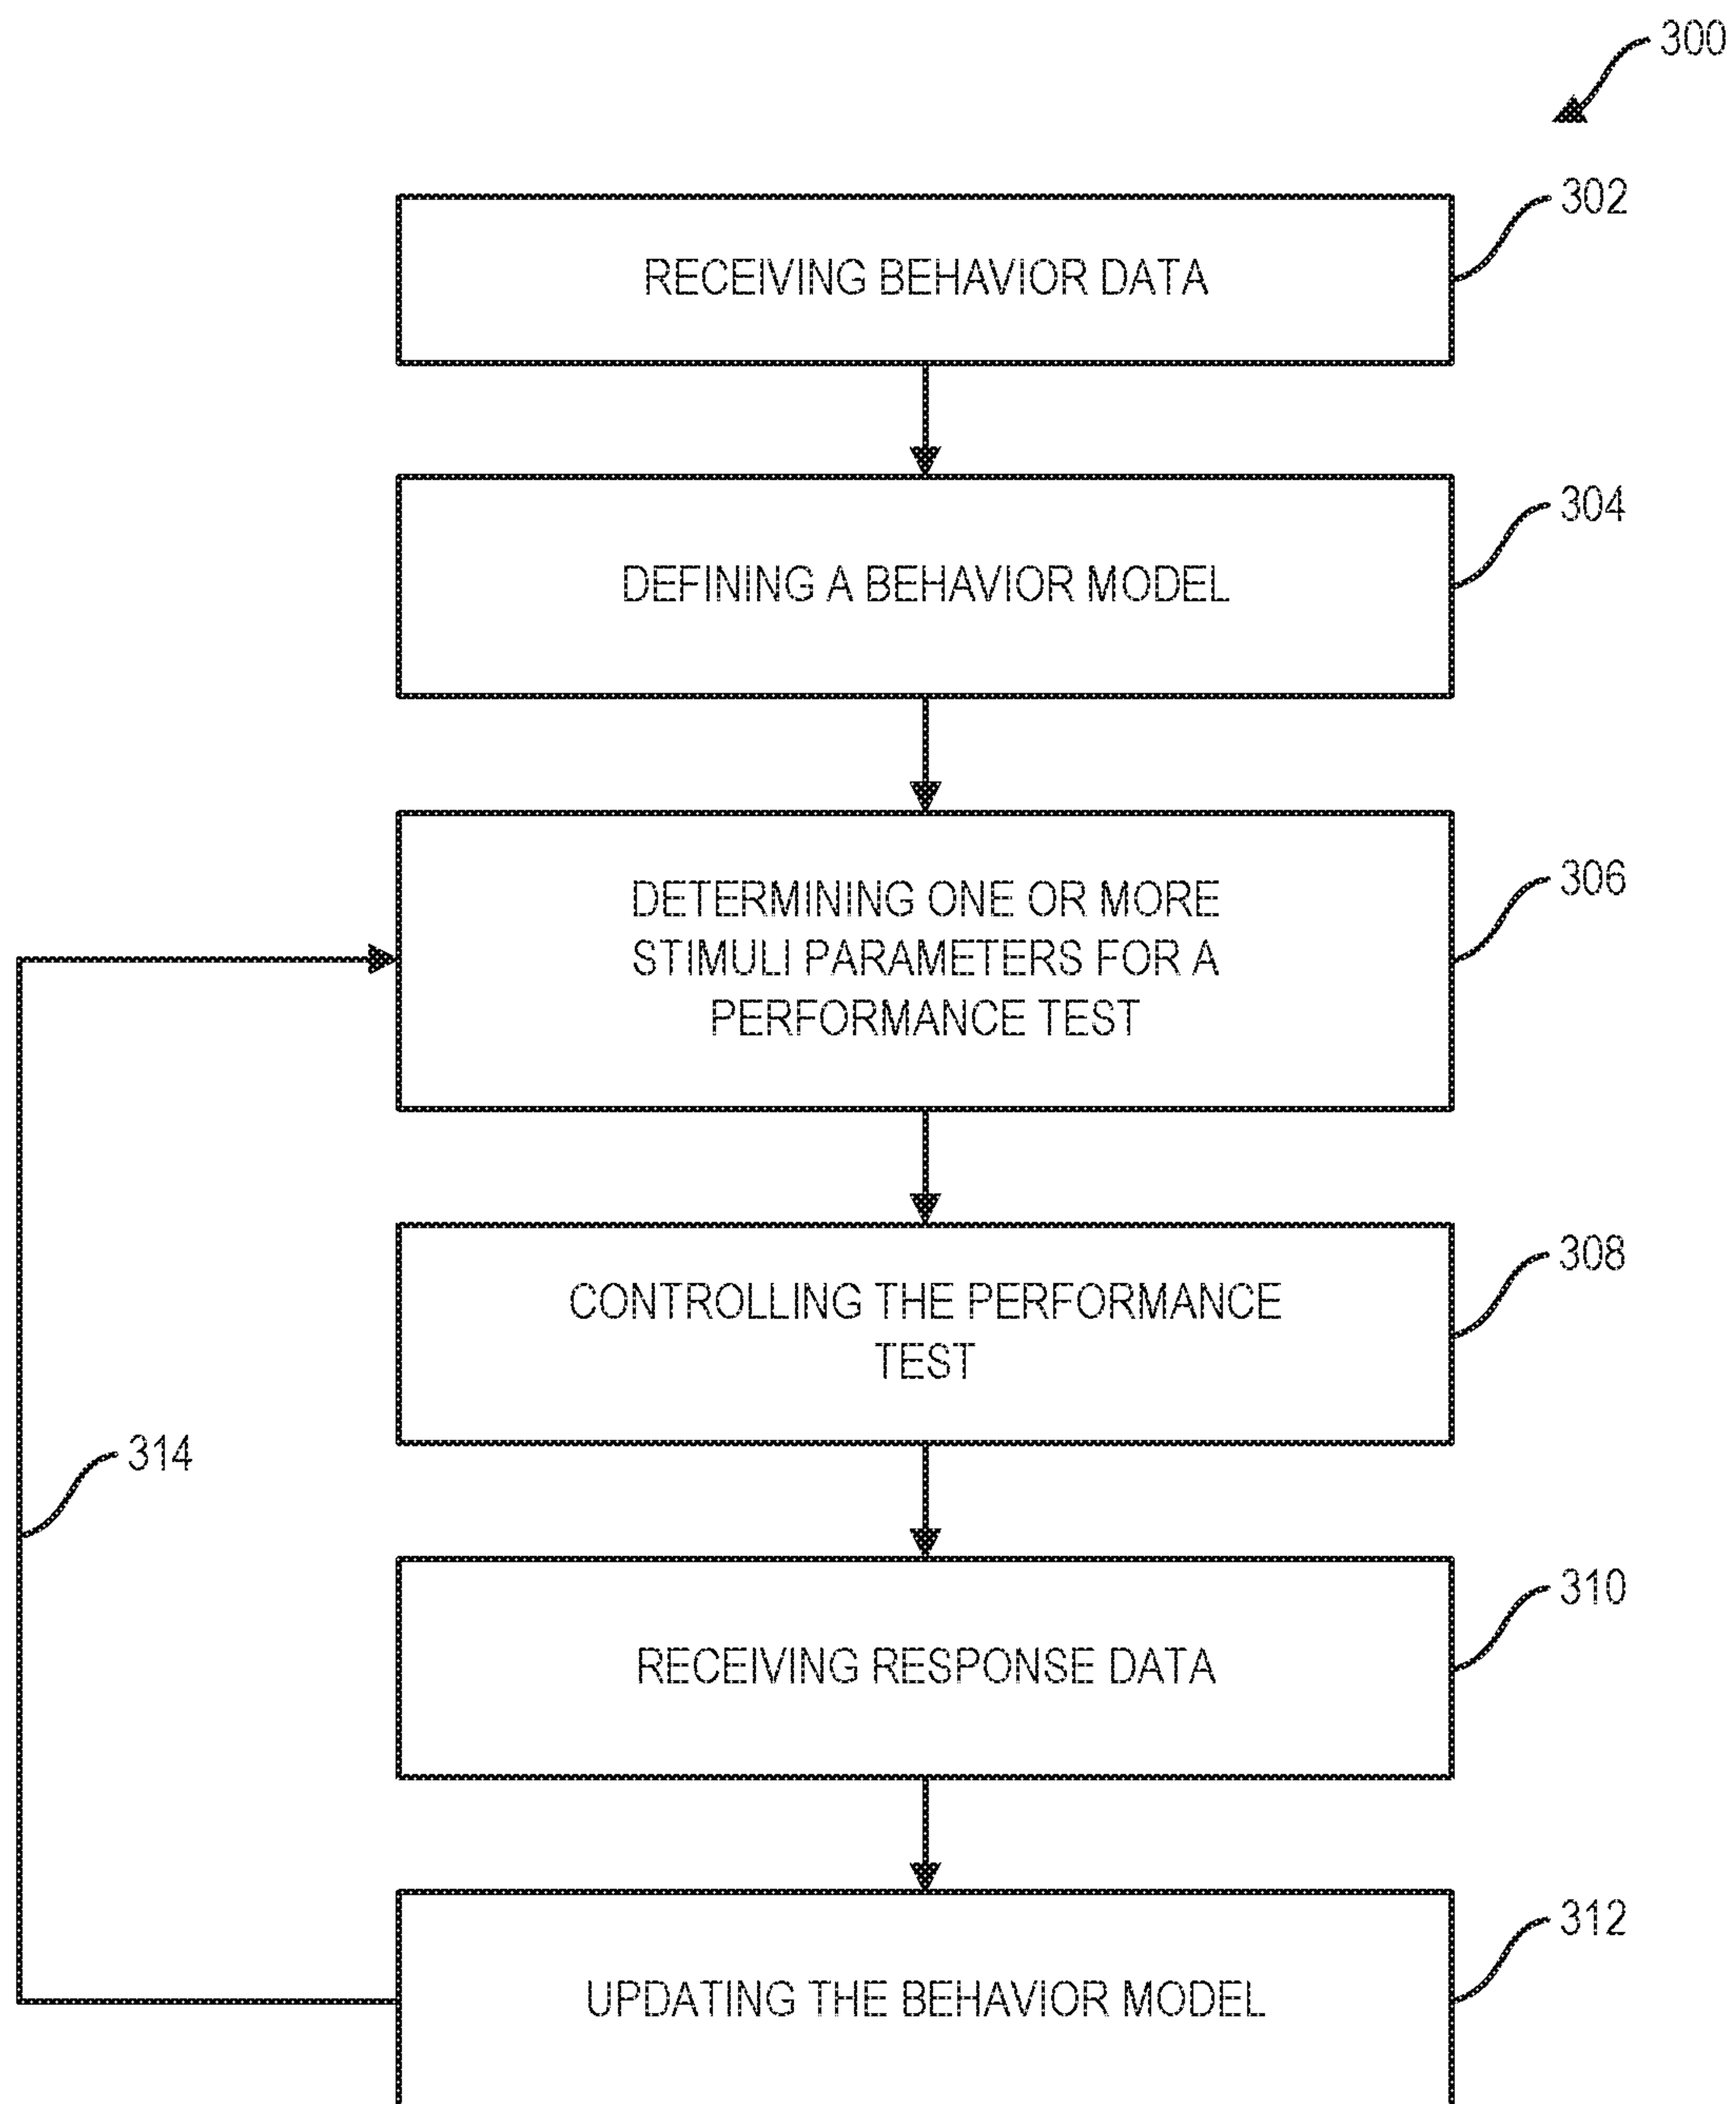 300
302
RECEIVING BEHAVIOR DATA
304
DEFINING A BEHAVIOR MODEL
306
DETERMINING ONE OR MORE
STIMULI PARAMETERS FOR A
PERFORMANCE TEST
308
CONTROLLING THE PERFORMANCE
TEST
314
310
RECEIVING RESPONSE DATA
312
UPDATING THE BEHAVIOR MODEL